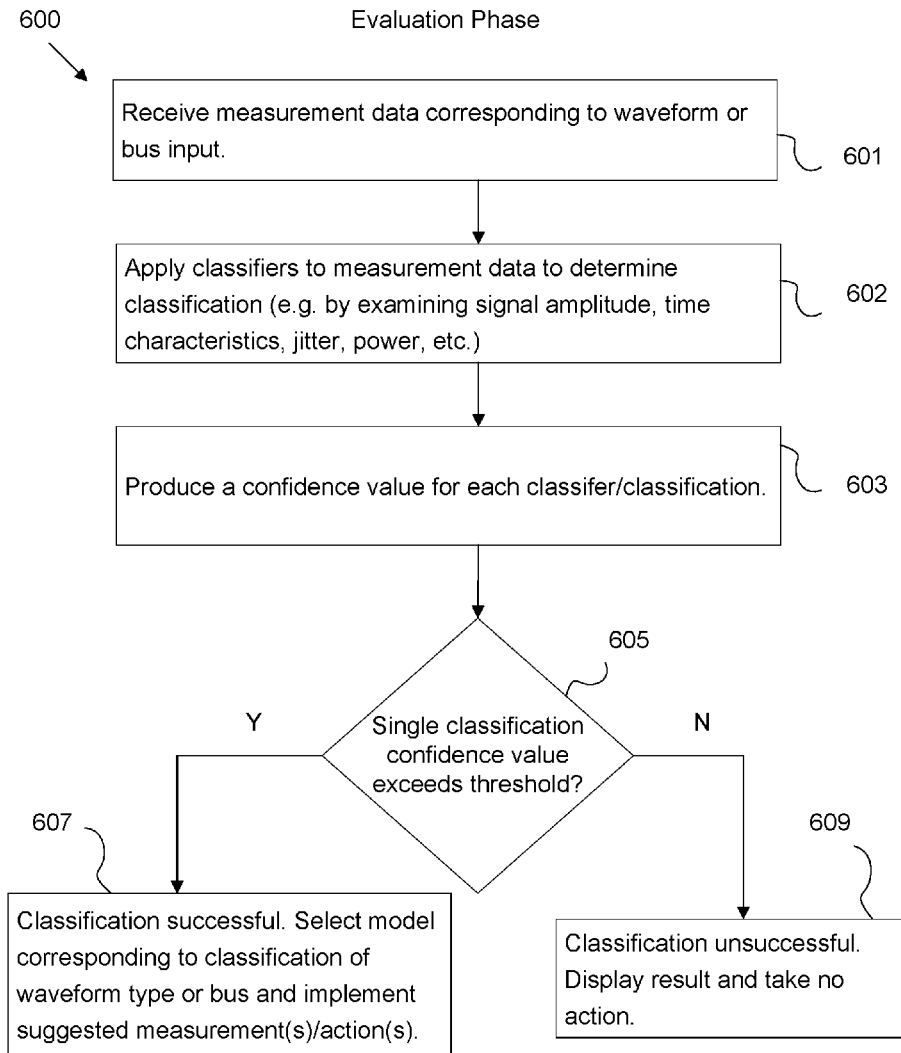 600
Evaluation Phase
Receive measurement data corresponding to waveform or
bus input.
601
Apply classifiers to measurement data to determine
classification (e.g. by examining signal amplitude, time
characteristics, jitter, power, etc.)
602
Produce a confidence value for each classifer/classification.
603
605
Single classification
confidence value
exceeds threshold?
Y
N
607
Classification successful. Select model
corresponding to classification of
waveform type or bus and implement
suggested measurement(s)/action(s).
609
Classification unsuccessful.
Display result and take no
action.